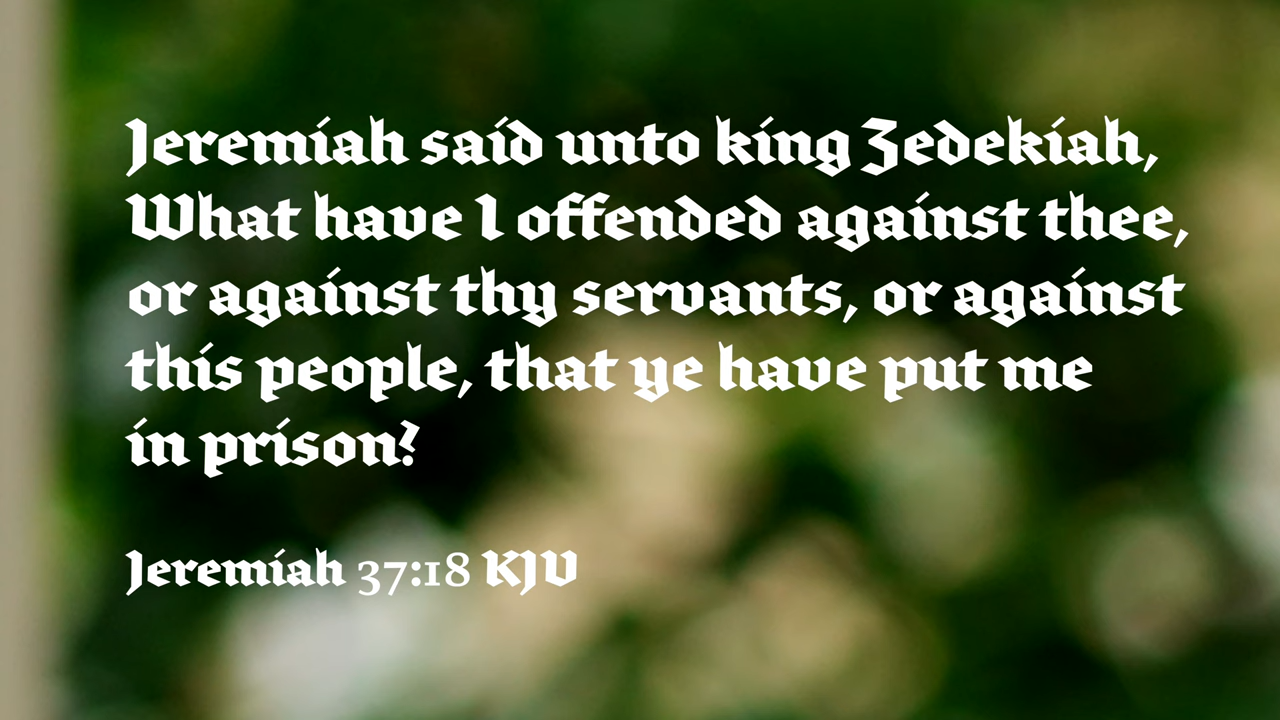 Jeremiah said unto king Zedekiah,
What have I offended against thee,
or against thy servants, or against
this people, that ye have put me
in prison?
Jeremiah 37:18 KJV